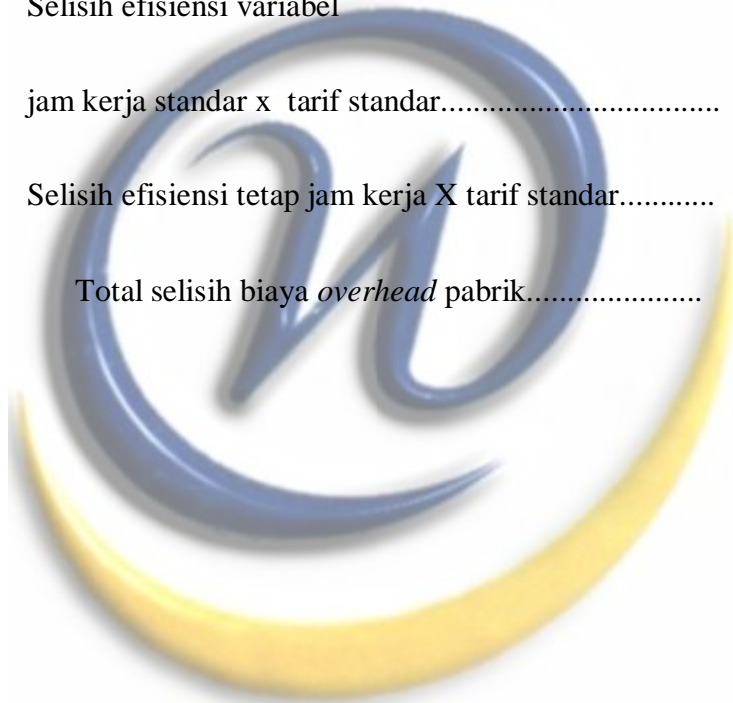 Selisih efisiensi variabel
jam kerja standar x tarif standar..................................
Selisih efisiensi tetap jam kerja X tarif standar............
Total selisih biaya overhead pabrik.....................